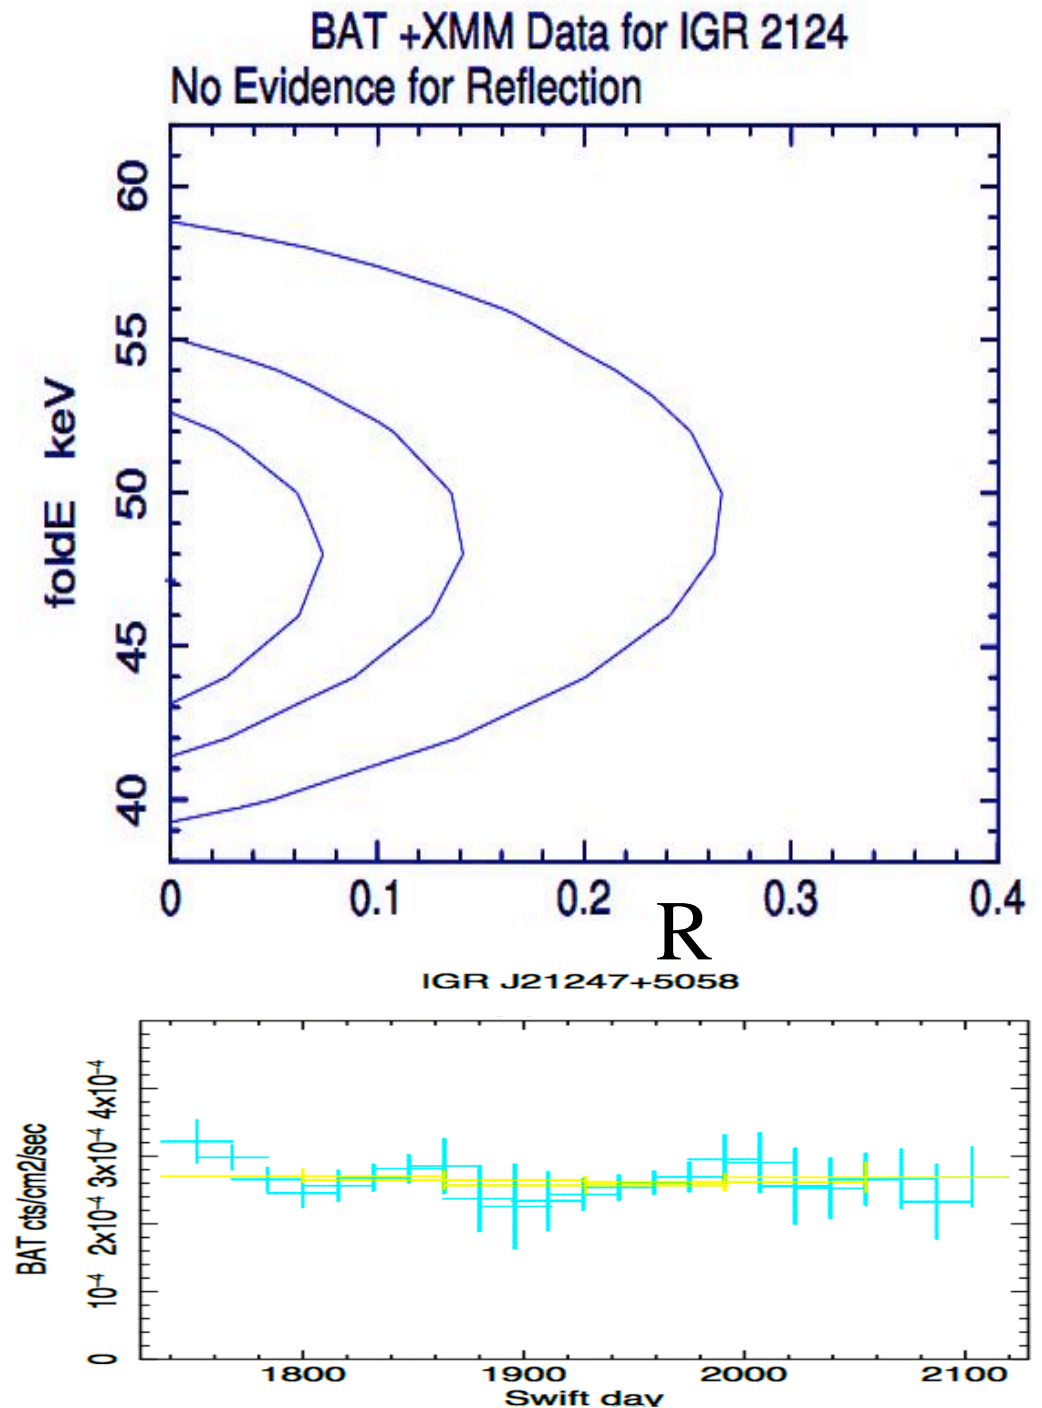 BAT +XMM Data for IGR 2124
No Evidence for Reflection
foldE keV
60
55
50
45
40
0 0.1 0.2 0.3 0.4
R
IGR J21247+5058
BAT cts/cm2/sec
4x10⁻⁴
3x10⁻⁴
2x10⁻⁴
10⁻⁴
0
1800 1900 2000 2100
Swift day